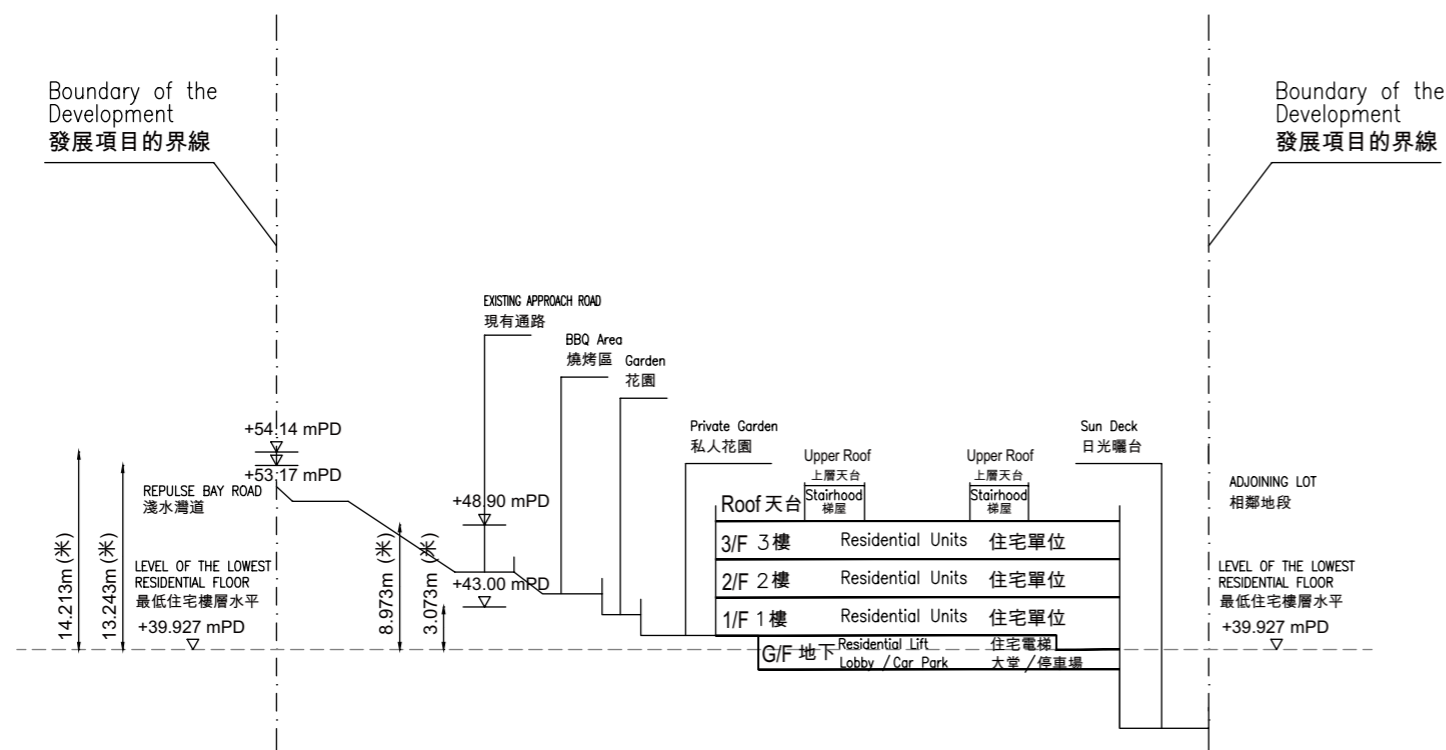 Boundary of the
Development
發展項目的界線
Boundary of the
Development
發展項目的界線
EXISTING APPROACH ROAD
現有通路
BBQ Area
燒烤區
Garden
花園
Private Garden
私人花園
Upper Roof
上層天台
Stairhood
梯屋
Upper Roof
上層天台
Stairhood
梯屋
Sun Deck
日光曬台
+54.14 mPD
+53.17 mPD
REPULSE BAY ROAD
淺水灣道
+48.90 mPD
+43.00 mPD
14.213m (米)
13.243m (米)
8.973m (米)
3.073m (米)
LEVEL OF THE LOWEST
RESIDENTIAL FLOOR
最低住宅樓層水平
+39.927 mPD
Roof 天台
3/F 3樓 Residential Units 住宅單位
2/F 2樓 Residential Units 住宅單位
1/F 1樓 Residential Units 住宅單位
G/F 地下
Residential Lift 住宅電梯
Lobby / Car Park 大堂 / 停車場
ADJOINING LOT
相鄰地段
LEVEL OF THE LOWEST
RESIDENTIAL FLOOR
最低住宅樓層水平
+39.927 mPD